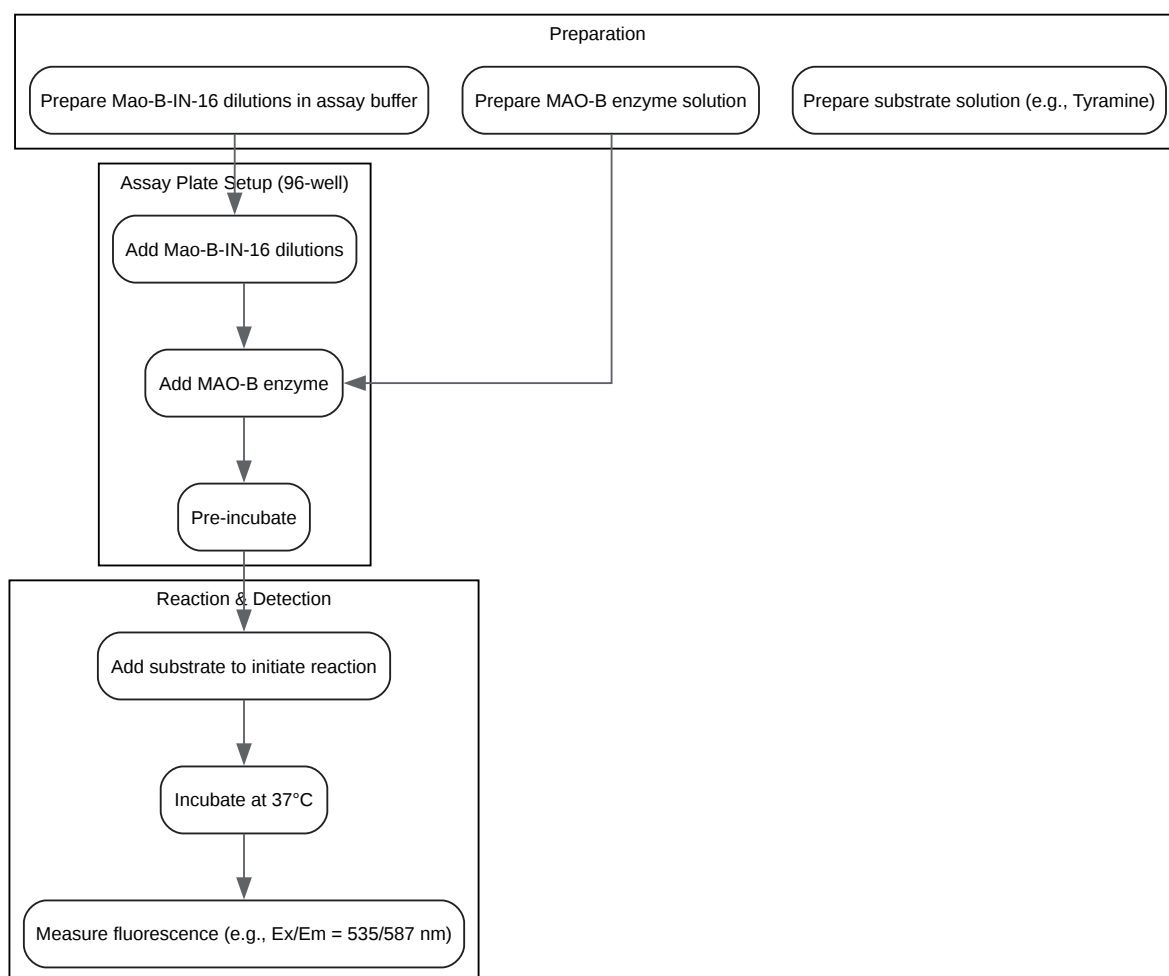 Preparation
Prepare Mao-B-IN-16 dilutions in assay buffer
Prepare MAO-B enzyme solution
Prepare substrate solution (e.g., Tyramine)
Assay Plate Setup (96-well)
Add Mao-B-IN-16 dilutions
Add MAO-B enzyme
Pre-incubate
Reaction & Detection
Add substrate to initiate reaction
Incubate at 37°C
Measure fluorescence (e.g., Ex/Em = 535/587 nm)